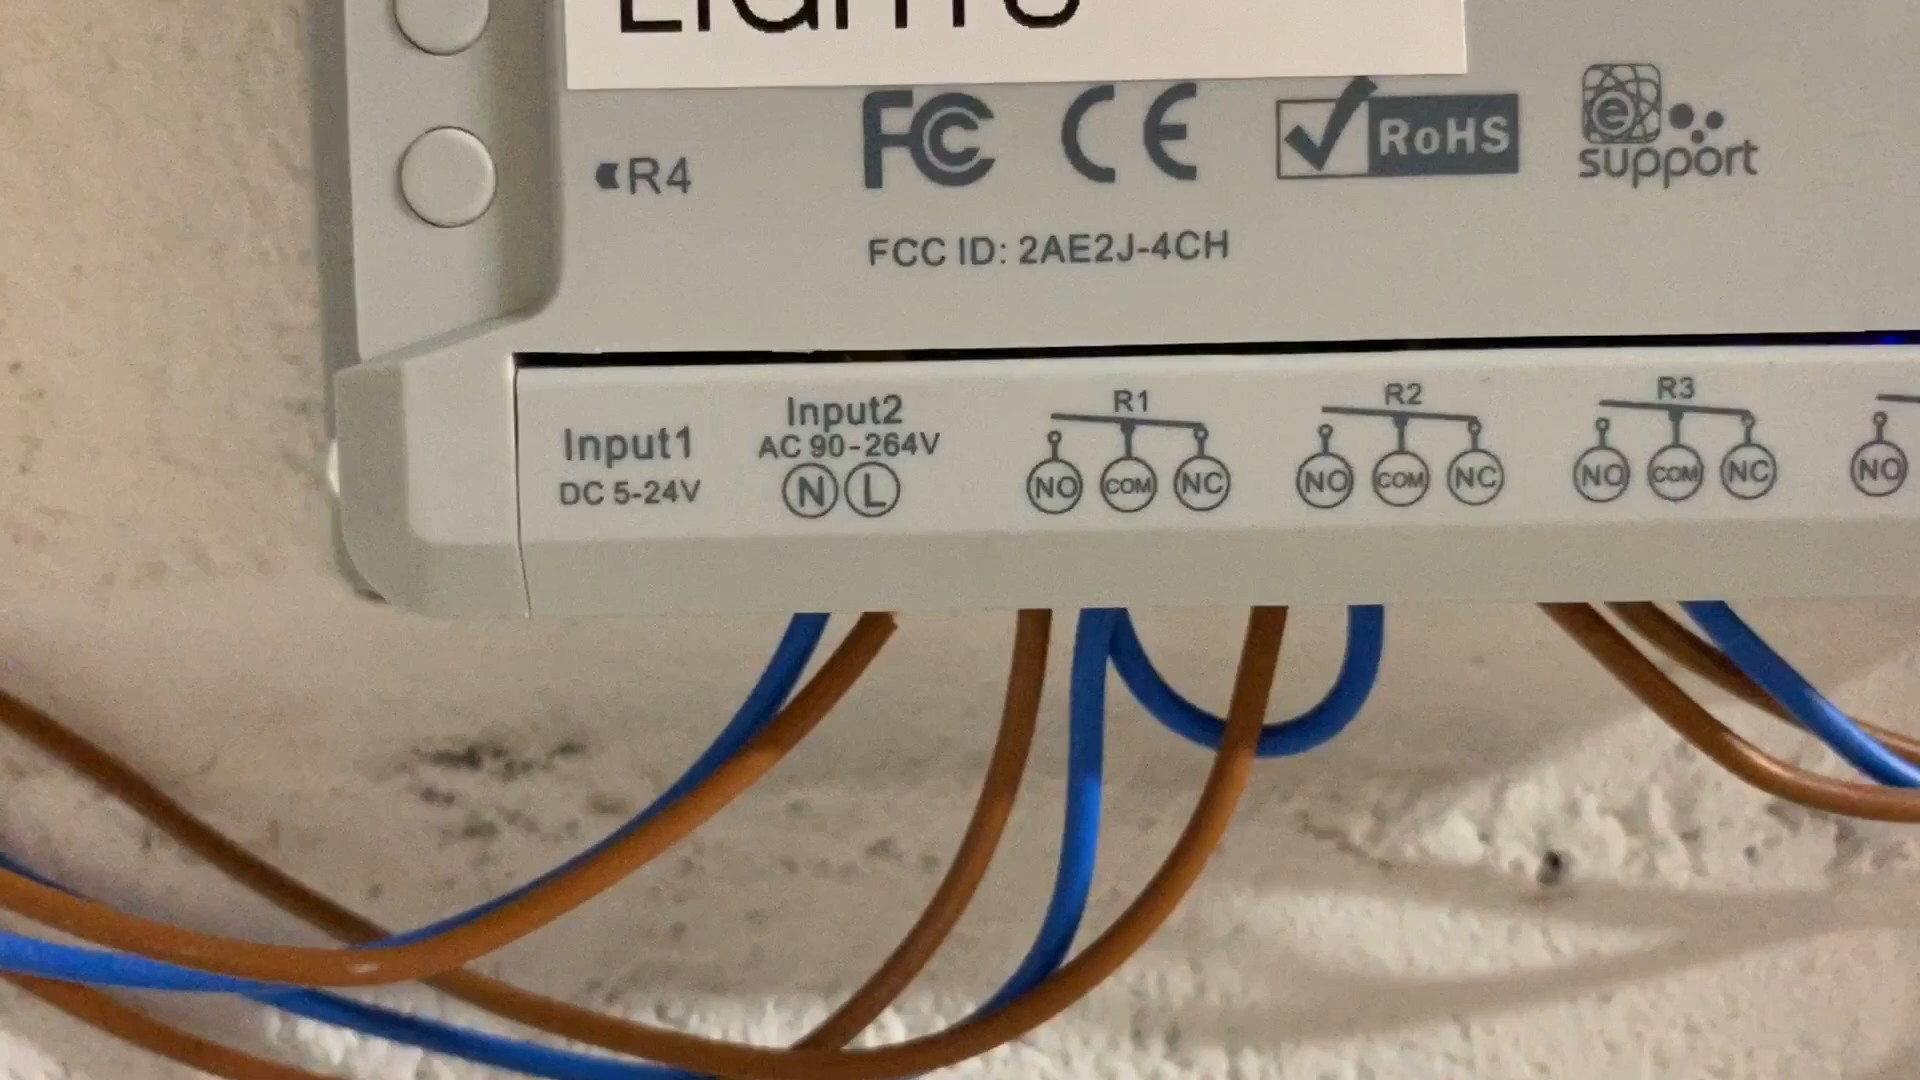 R4
FC CE RoHS e support
FCC ID: 2AE2J-4CH
Input1
DC 5-24V
Input2
AC 90-264V
N L
R1
NO COM NC
R2
NO COM NC
R3
NO COM NC
NO